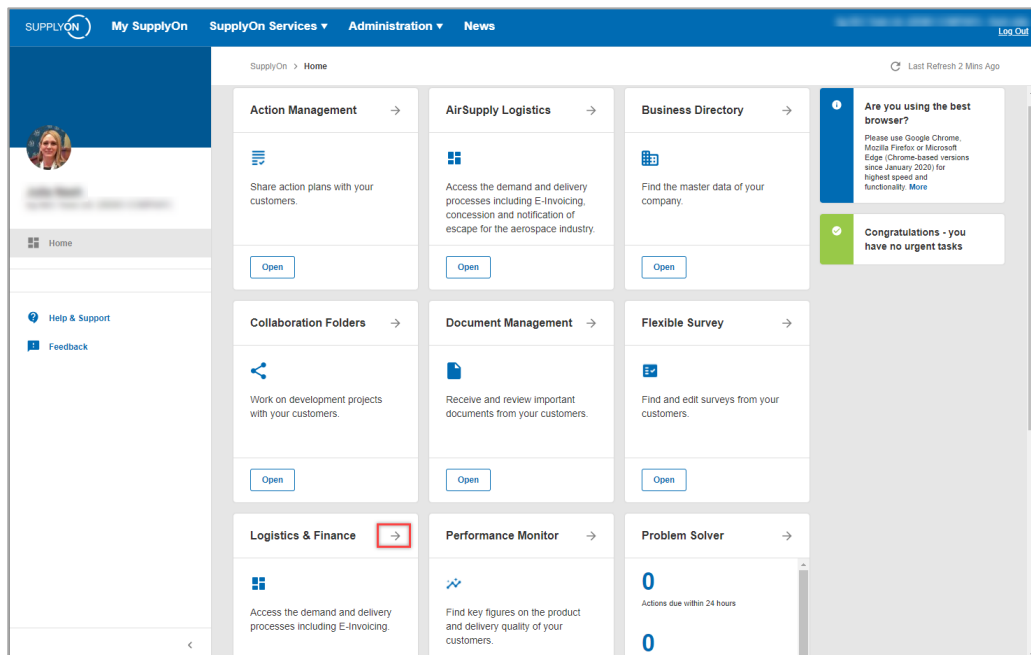 SUPPLYON
My SupplyOn
SupplyOn Services ▾
Administration ▾
News
Log Out
SupplyOn > Home
Last Refresh 2 Mins Ago
Home
Help & Support
Feedback
Action Management
Share action plans with your
customers.
Open
AirSupply Logistics
Access the demand and delivery
processes including E-Invoicing,
concession and notification of
escape for the aerospace industry.
Open
Business Directory
Find the master data of your
company.
Open
Are you using the best
browser?
Please use Google Chrome,
Mozilla Firefox or Microsoft
Edge (Chrome-based versions
since January 2020) for
highest speed and
functionality. More
Congratulations - you
have no urgent tasks
Collaboration Folders
Work on development projects
with your customers.
Open
Document Management
Receive and review important
documents from your customers.
Open
Flexible Survey
Find and edit surveys from your
customers.
Open
Logistics & Finance
Access the demand and delivery
processes including E-Invoicing.
Performance Monitor
Find key figures on the product
and delivery quality of your
customers.
Problem Solver
0
Actions due within 24 hours
0